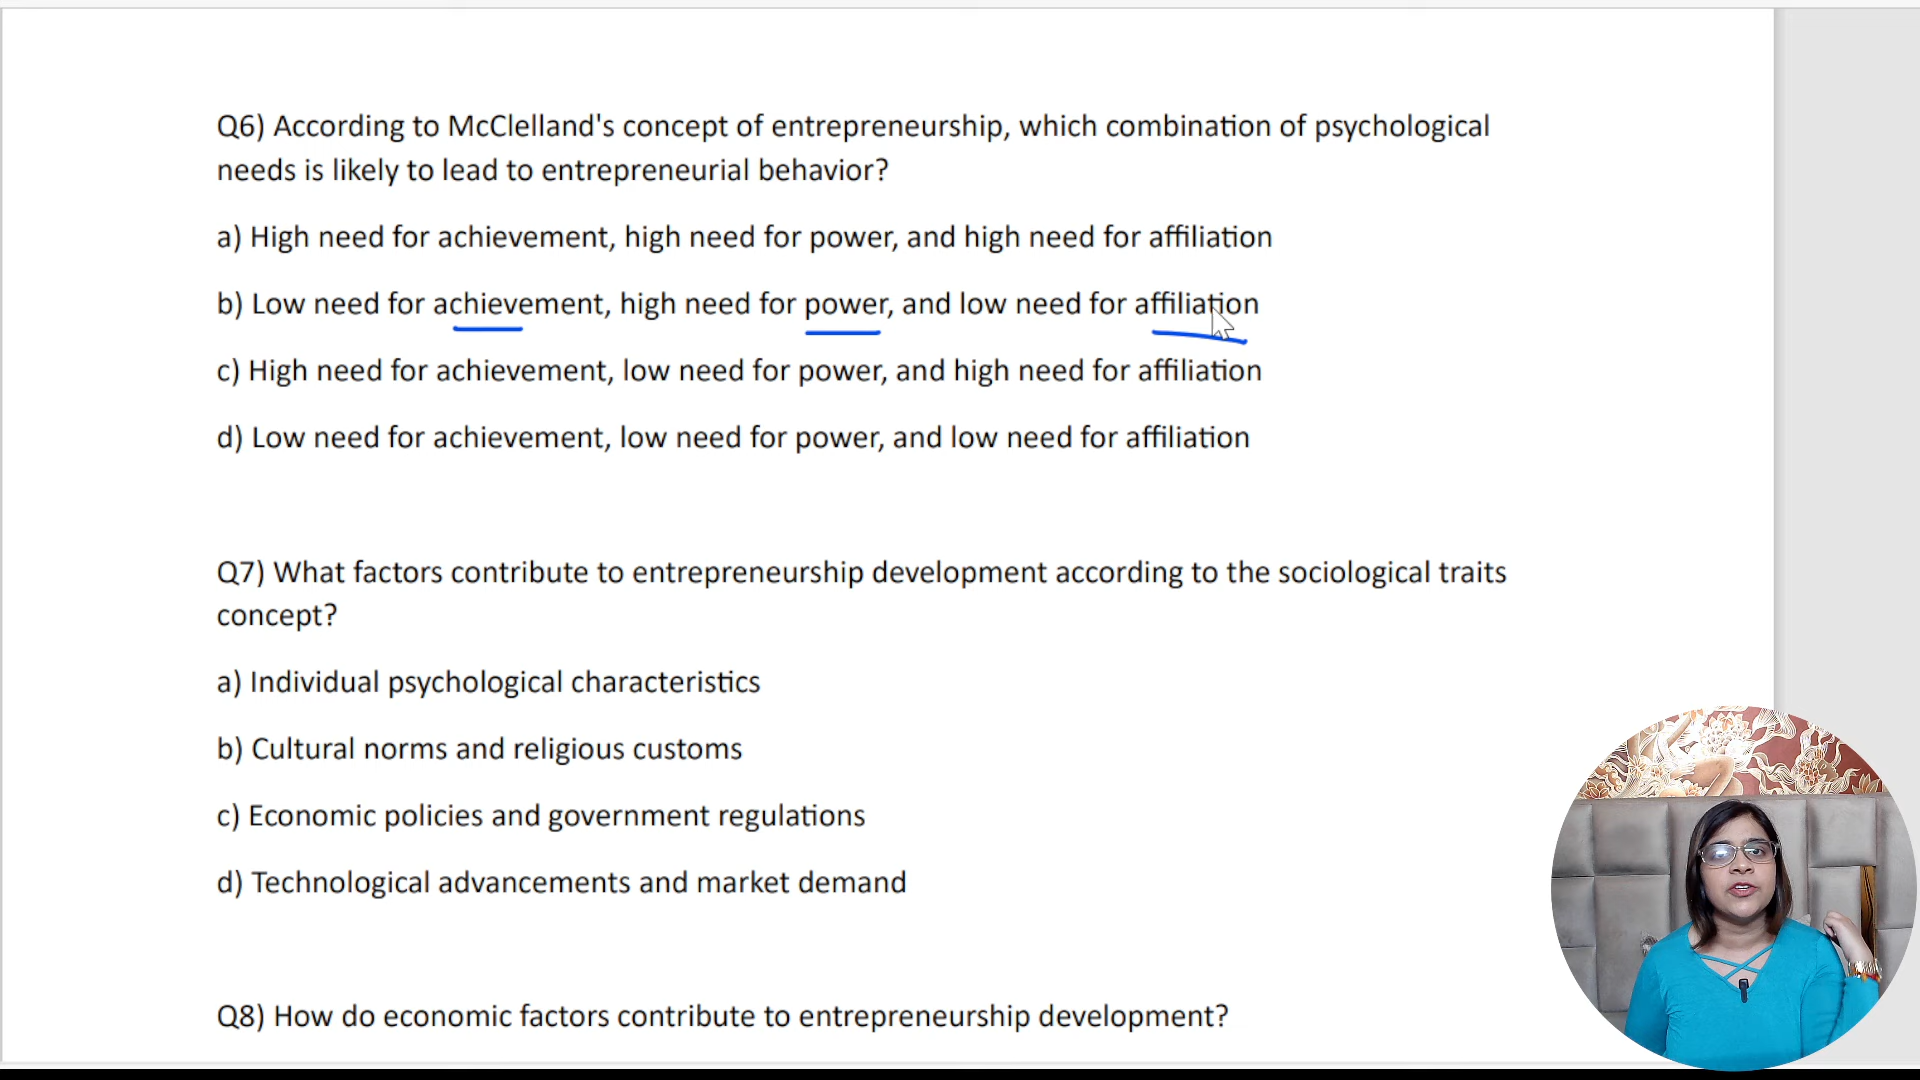 Q6) According to McClelland's concept of entrepreneurship, which combination of psychological
needs is likely to lead to entrepreneurial behavior?
a) High need for achievement, high need for power, and high need for affiliation
b) Low need for achievement, high need for power, and low need for affiliation
c) High need for achievement, low need for power, and high need for affiliation
d) Low need for achievement, low need for power, and low need for affiliation
Q7) What factors contribute to entrepreneurship development according to the sociological traits
concept?
a) Individual psychological characteristics
b) Cultural norms and religious customs
c) Economic policies and government regulations
d) Technological advancements and market demand
Q8) How do economic factors contribute to entrepreneurship development?